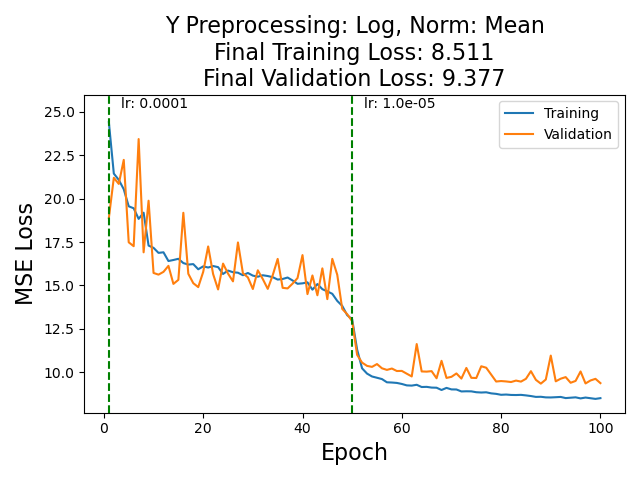 Y Preprocessing: Log, Norm: Mean
Final Training Loss: 8.511
Final Validation Loss: 9.377
lr: 0.0001
lr: 1.0e-05
Training
Validation
MSE Loss
25.0
22.5
20.0
17.5
15.0
12.5
10.0
0
20
40
60
80
100
Epoch